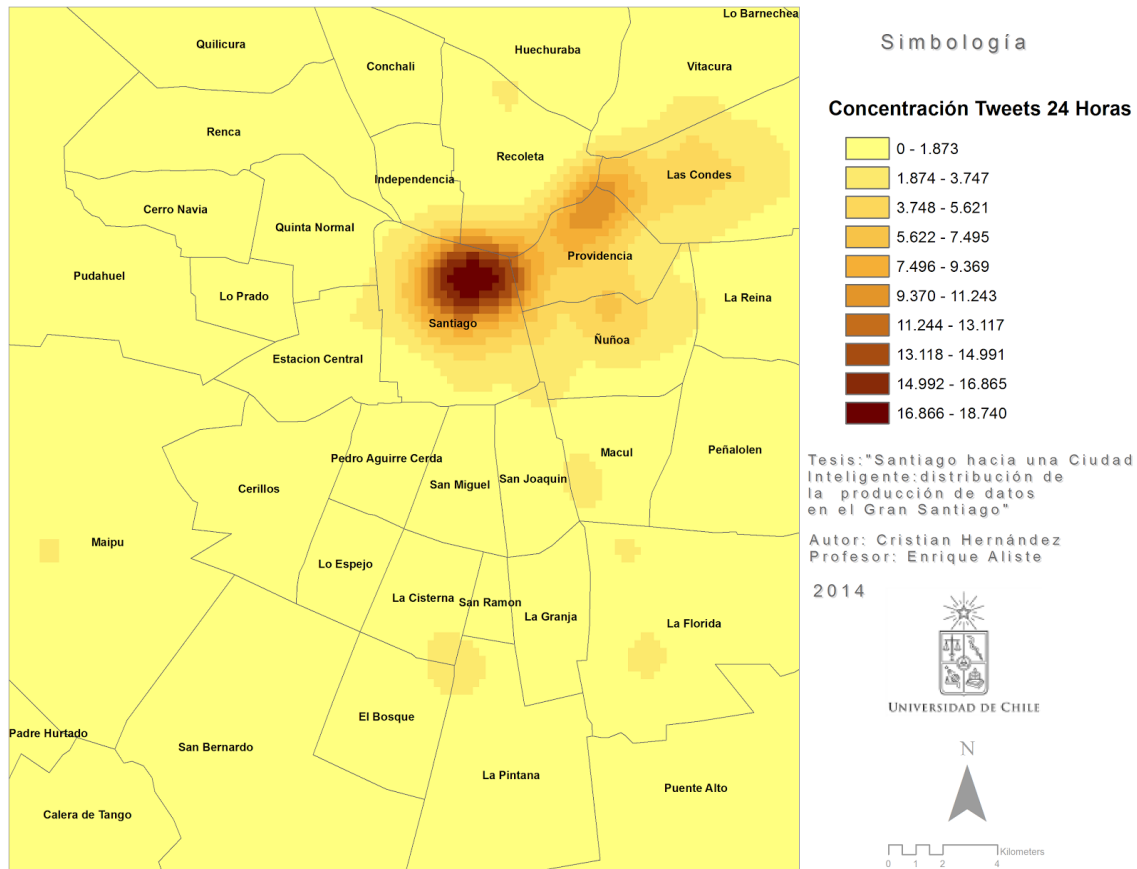 Lo Barnechea
Quilicura
Huechuraba
Conchali
Vitacura
Renca
Recoleta
Independencia
Las Condes
Cerro Navia
Quinta Normal
Providencia
Pudahuel
Lo Prado
La Reina
Santiago
Ñuñoa
Estacion Central
Pedro Aguirre Cerda
Macul
Peñalolen
San Miguel
San Joaquin
Cerillos
Maipu
Lo Espejo
La Cisterna
San Ramon
La Granja
La Florida
El Bosque
Padre Hurtado
San Bernardo
La Pintana
Puente Alto
Calera de Tango
Simbología
Concentración Tweets 24 Horas
0 - 1.873
1.874 - 3.747
3.748 - 5.621
5.622 - 7.495
7.496 - 9.369
9.370 - 11.243
11.244 - 13.117
13.118 - 14.991
14.992 - 16.865
16.866 - 18.740
Tesis:"Santiago hacia una Ciudad
Inteligente:distribución de
la producción de datos
en el Gran Santiago"
Autor: Cristian Hernández
Profesor: Enrique Aliste
2014
UNIVERSIDAD DE CHILE
N
Kilometers
0 1 2 4